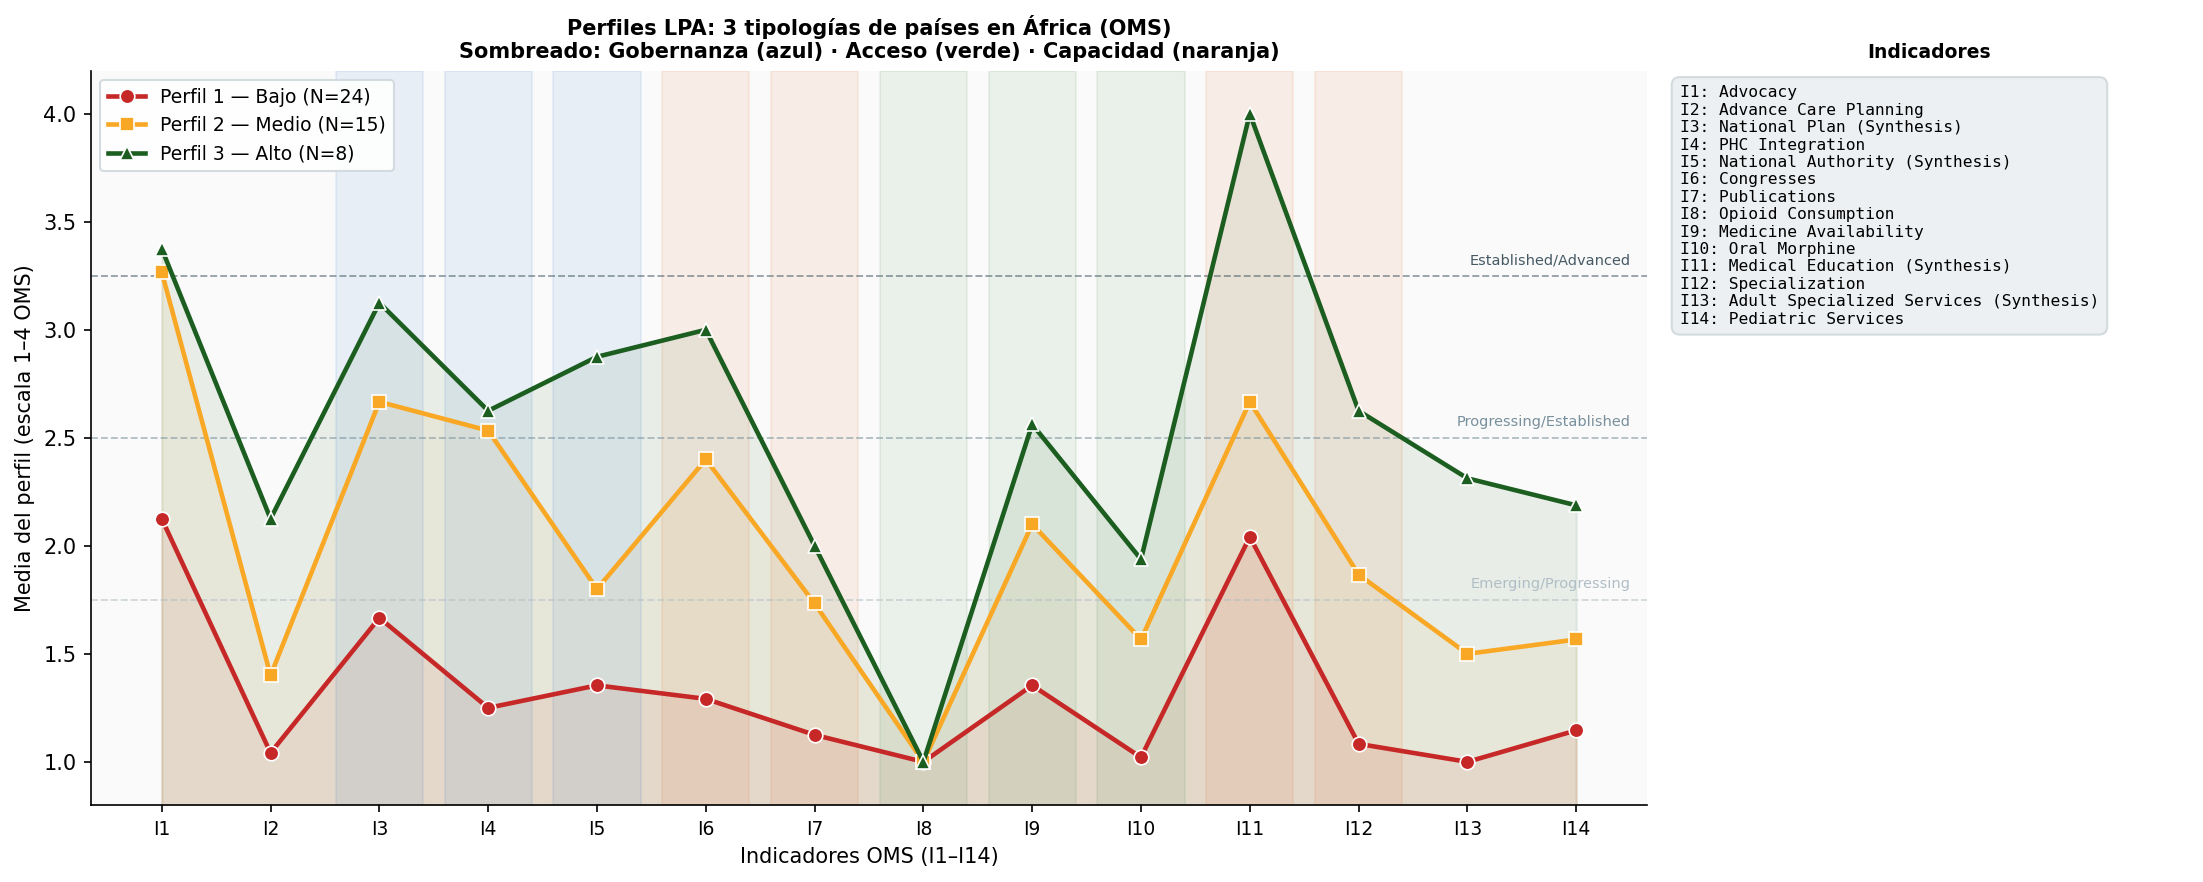 Perfiles LPA: 3 tipologías de países en África (OMS)
Sombreado: Gobernanza (azul) · Acceso (verde) · Capacidad (naranja)
Perfil 1 — Bajo (N=24)
Perfil 2 — Medio (N=15)
Perfil 3 — Alto (N=8)
Media del perfil (escala 1–4 OMS)
4.0
3.5
3.0
2.5
2.0
1.5
1.0
Established/Advanced
Progressing/Established
Emerging/Progressing
I1 I2 I3 I4 I5 I6 I7 I8 I9 I10 I11 I12 I13 I14
Indicadores OMS (I1–I14)
Indicadores
I1: Advocacy
I2: Advance Care Planning
I3: National Plan (Synthesis)
I4: PHC Integration
I5: National Authority (Synthesis)
I6: Congresses
I7: Publications
I8: Opioid Consumption
I9: Medicine Availability
I10: Oral Morphine
I11: Medical Education (Synthesis)
I12: Specialization
I13: Adult Specialized Services (Synthesis)
I14: Pediatric Services